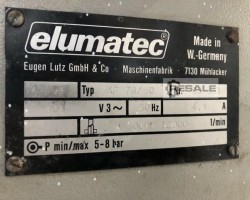 elumatec
Made in
W.-Germany
Eugen Lutz GmbH & Co Maschinenfabrik 7130 Mühlacker
Typ
RESALE
V 3~ Hz A
1/min
P min/max 5-8 bar